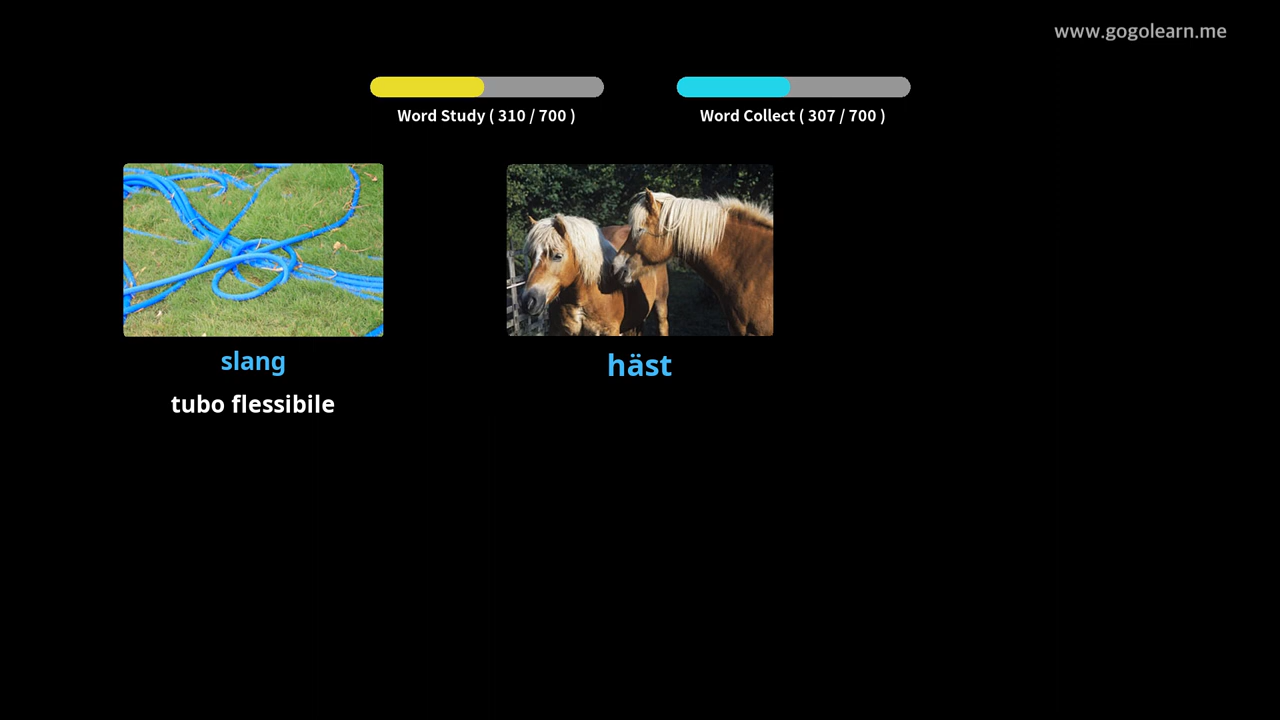 www.gogolearn.me
Word Study ( 310 / 700 )
Word Collect ( 307 / 700 )
slang
tubo flessibile
häst